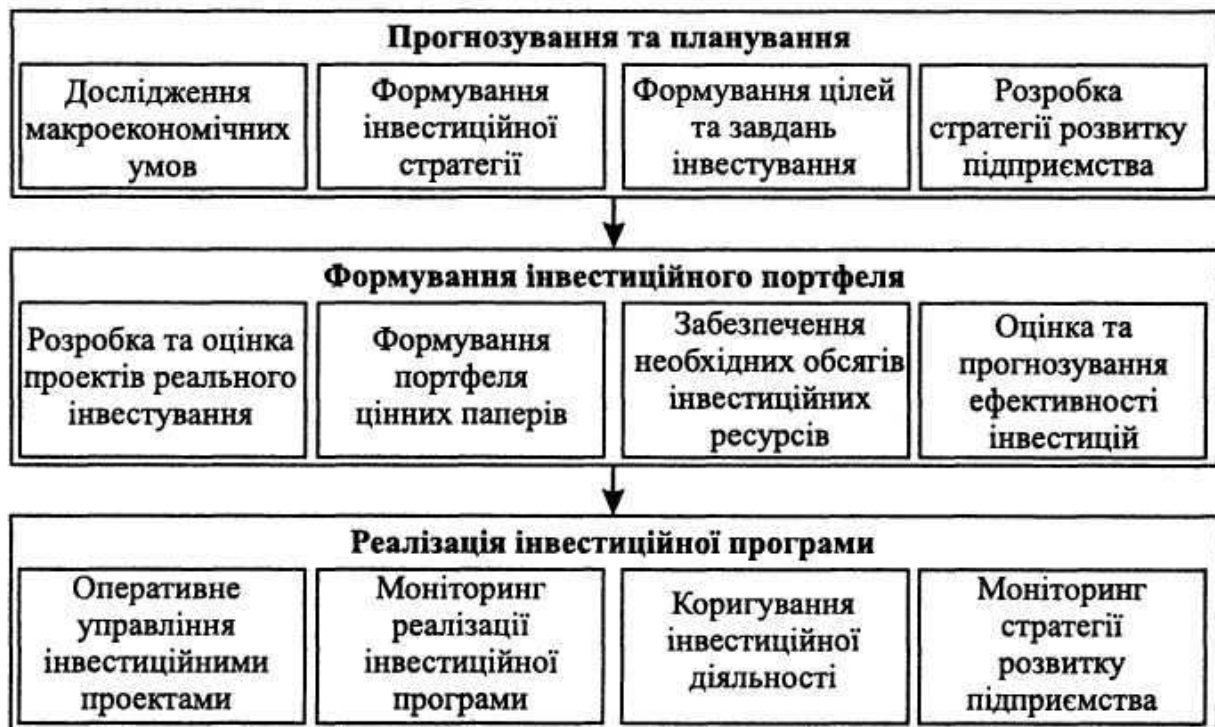 Прогнозування та планування
Дослідження
макроекономічних
умов
Формування
інвестиційної
стратегії
Формування цілей
та завдань
інвестування
Розробка
стратегії розвитку
підприємства
Формування інвестиційного портфеля
Розробка та оцінка
проектів реального
інвестування
Формування
портфеля
цінних паперів
Забезпечення
необхідних обсягів
інвестиційних
ресурсів
Оцінка та
прогнозування
ефективності
інвестицій
Реалізація інвестиційної програми
Оперативне
управління
інвестиційними
проектами
Моніторинг
реалізації
інвестиційної
програми
Коригування
інвестиційної
діяльності
Моніторинг
стратегії
розвитку
підприємства